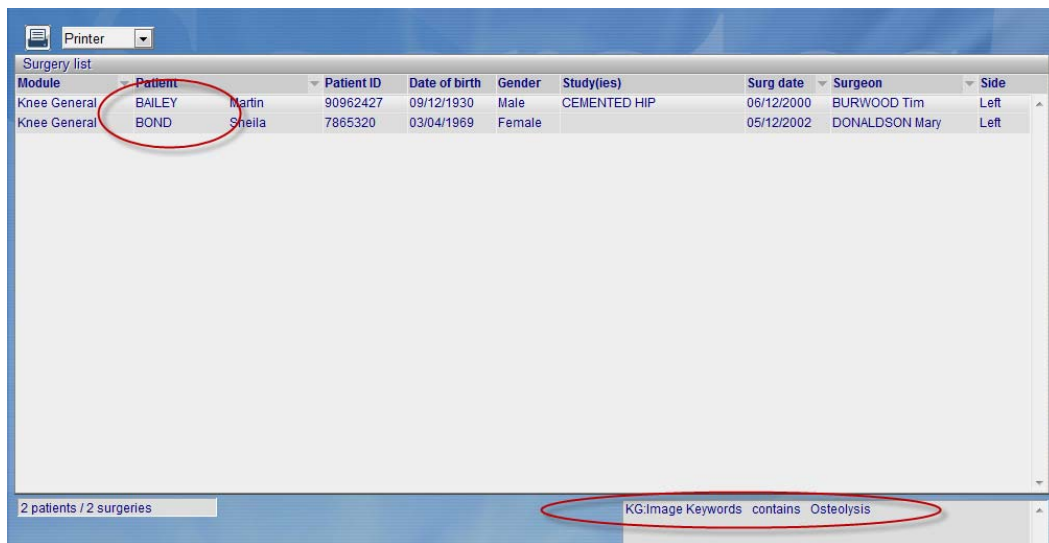 Printer
Surgery list
Module Patient Patient ID Date of birth Gender Study(ies) Surg date Surgeon Side
Knee General BAILEY Martin 90962427 09/12/1930 Male CEMENTED HIP 06/12/2000 BURWOOD Tim Left
Knee General BOND Sheila 7865320 03/04/1969 Female 05/12/2002 DONALDSON Mary Left
2 patients / 2 surgeries
KG:Image Keywords contains Osteolysis